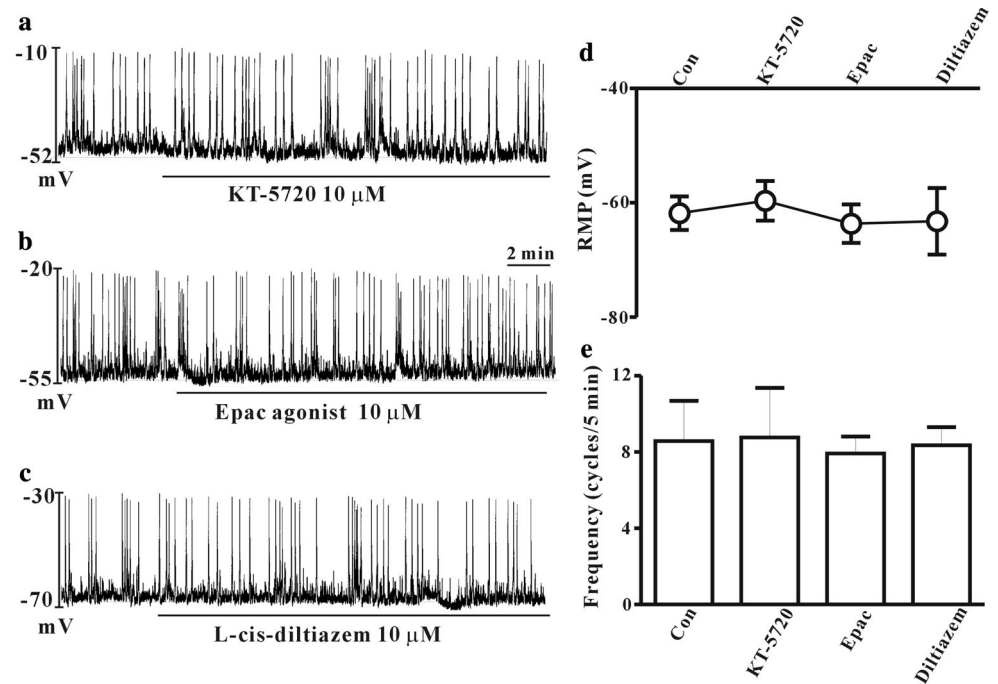 a
-10
-52
mV
KT-5720 10 μM
b
2 min
-20
-55
mV
Epac agonist 10 μM
c
-30
-70
mV
L-cis-diltiazem 10 μM
d
Con
KT-5720
Epac
Diltiazem
-40
-60
-80
RMP (mV)
e
12
8
4
0
Frequency (cycles/5 min)
Con
KT-5720
Epac
Diltiazem